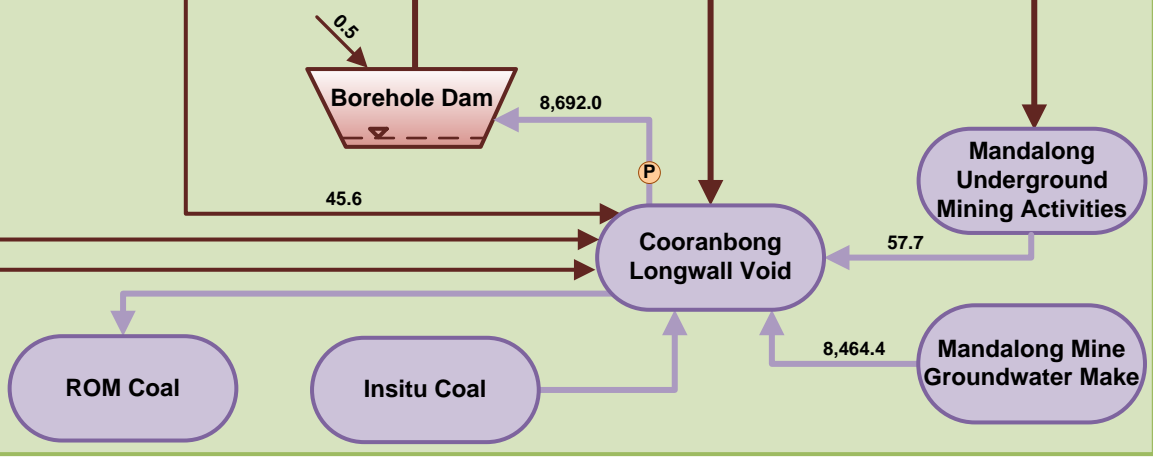 0.5
Borehole Dam
8,692.0
P
Mandalong
Underground
Mining Activities
45.6
Cooranbong
Longwall Void
57.7
8,464.4
Mandalong Mine
Groundwater Make
ROM Coal
Insitu Coal